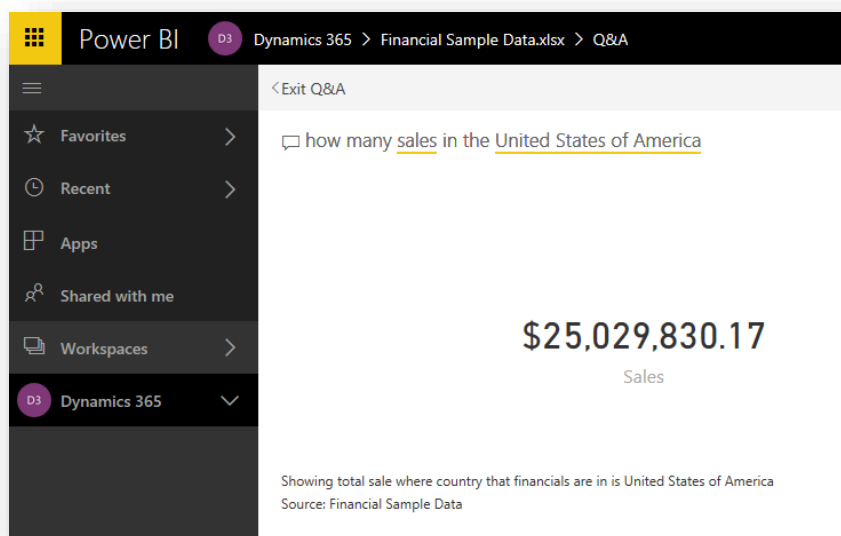 Power BI D3 Dynamics 365 > Financial Sample Data.xlsx > Q&A
<Exit Q&A
Favorites >
how many sales in the United States of America
Recent >
Apps
Shared with me
Workspaces >
$25,029,830.17
Sales
D3 Dynamics 365
Showing total sale where country that financials are in is United States of America
Source: Financial Sample Data